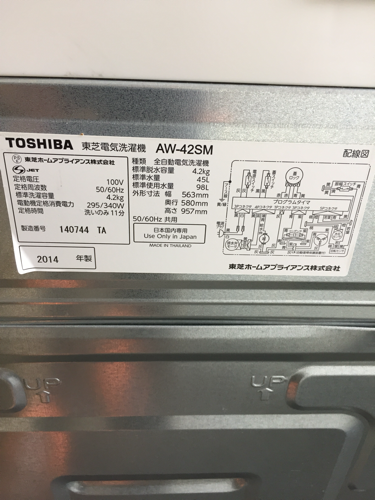 TOSHIBA 東芝電気洗濯機 AW-42SM 配線図
東芝ホームアプライアンス株式会社
JET
定格電圧 100V
定格周波数 50/60Hz
標準洗濯容量 4.2kg
電動機定格消費電力 295/340W
定格時間 洗いのみ11分
製造番号 140744 TA
2014 年製
種類 全自動電気洗濯機
標準脱水容量 4.2kg
標準水量 45L
標準使用水量 98L
外形寸法 幅 563mm
奥行 580mm
高さ 957mm
50/60Hz 共用
日本国内専用
Use Only in Japan
MADE IN THAILAND
プログラムタイマ
東芝ホームアプライアンス株式会社
UP
UP